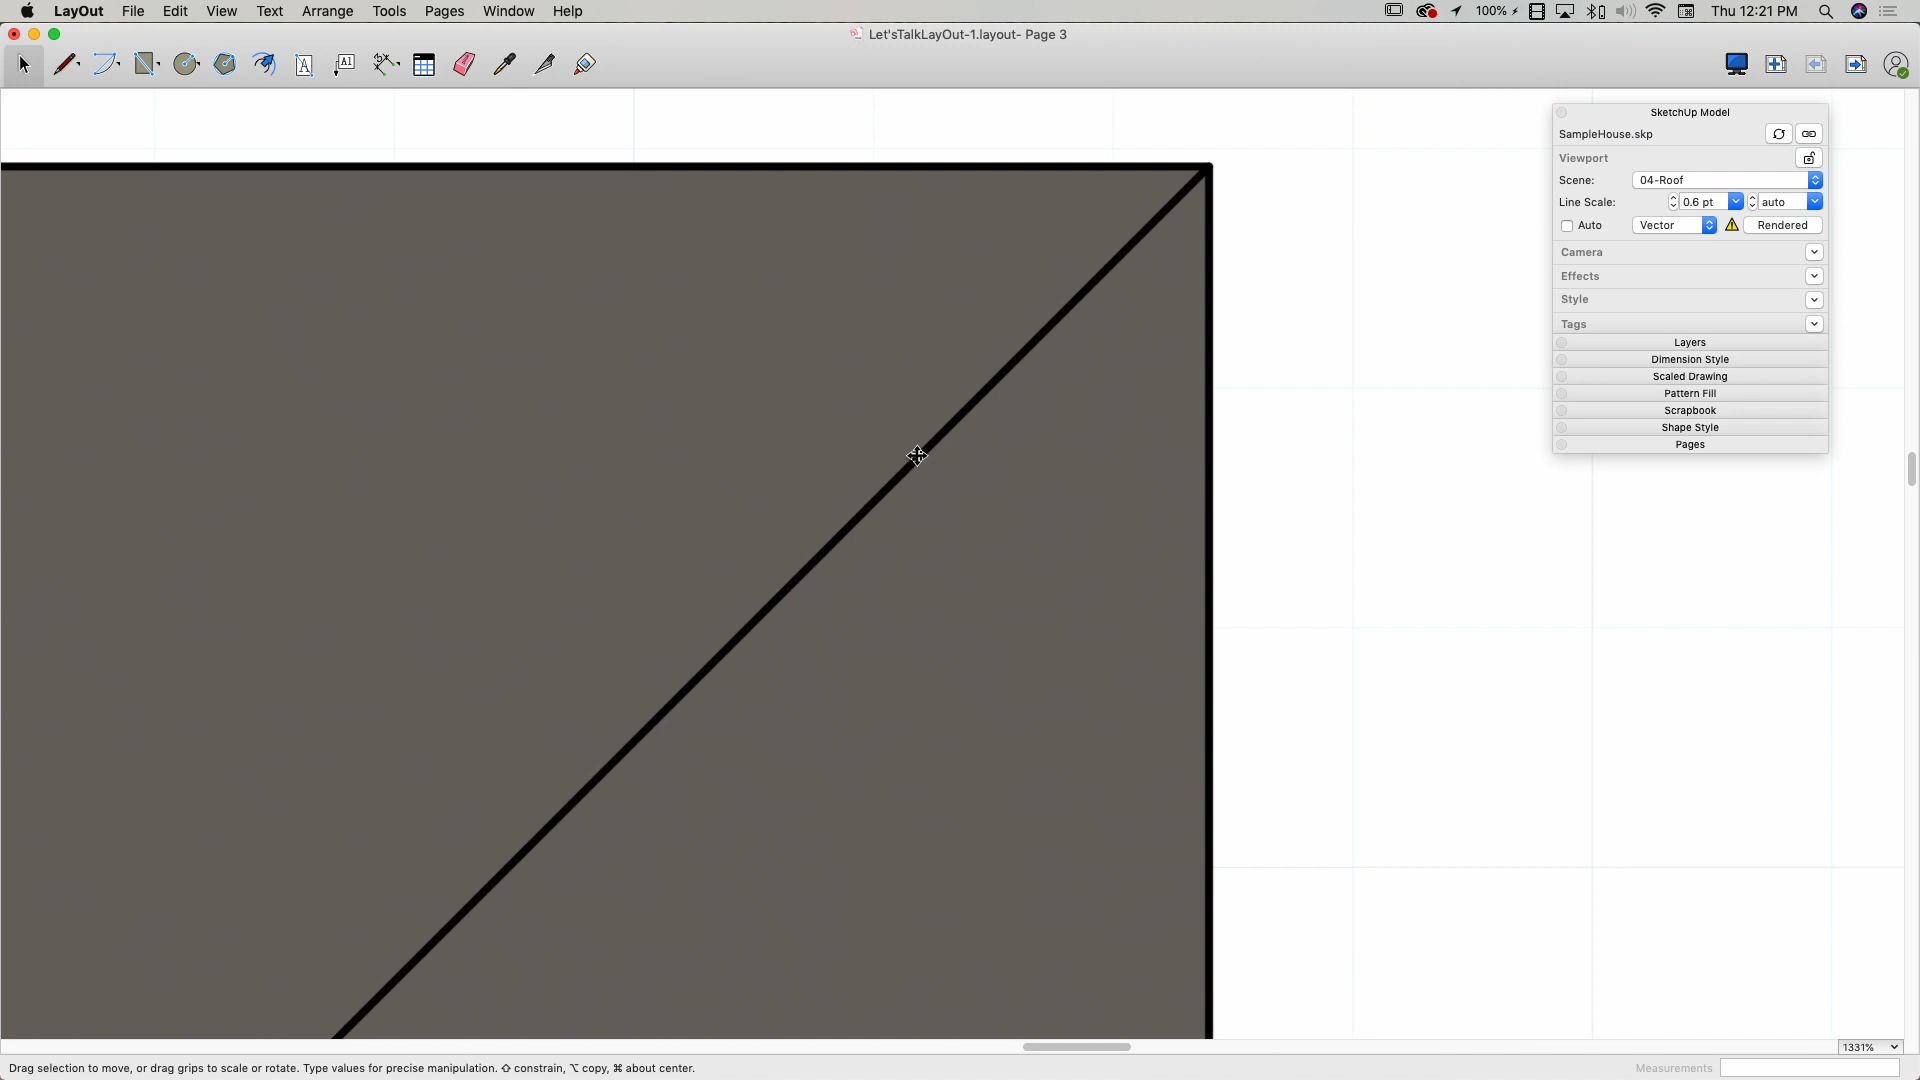 LayOut File Edit View Text Arrange Tools Pages Window Help 100% Thu 12:21 PM
Let'sTalkLayOut-1.layout- Page 3
A A1
SketchUp Model
SampleHouse.skp
Viewport
Scene: 04-Roof
Line Scale: 0.6 pt auto
Auto Vector Rendered
Camera
Effects
Style
Tags
Layers
Dimension Style
Scaled Drawing
Pattern Fill
Scrapbook
Shape Style
Pages
1331%
Drag selection to move, or drag grips to scale or rotate. Type values for precise manipulation. ⇧ constrain, ⌥ copy, ⌘ about center. Measurements